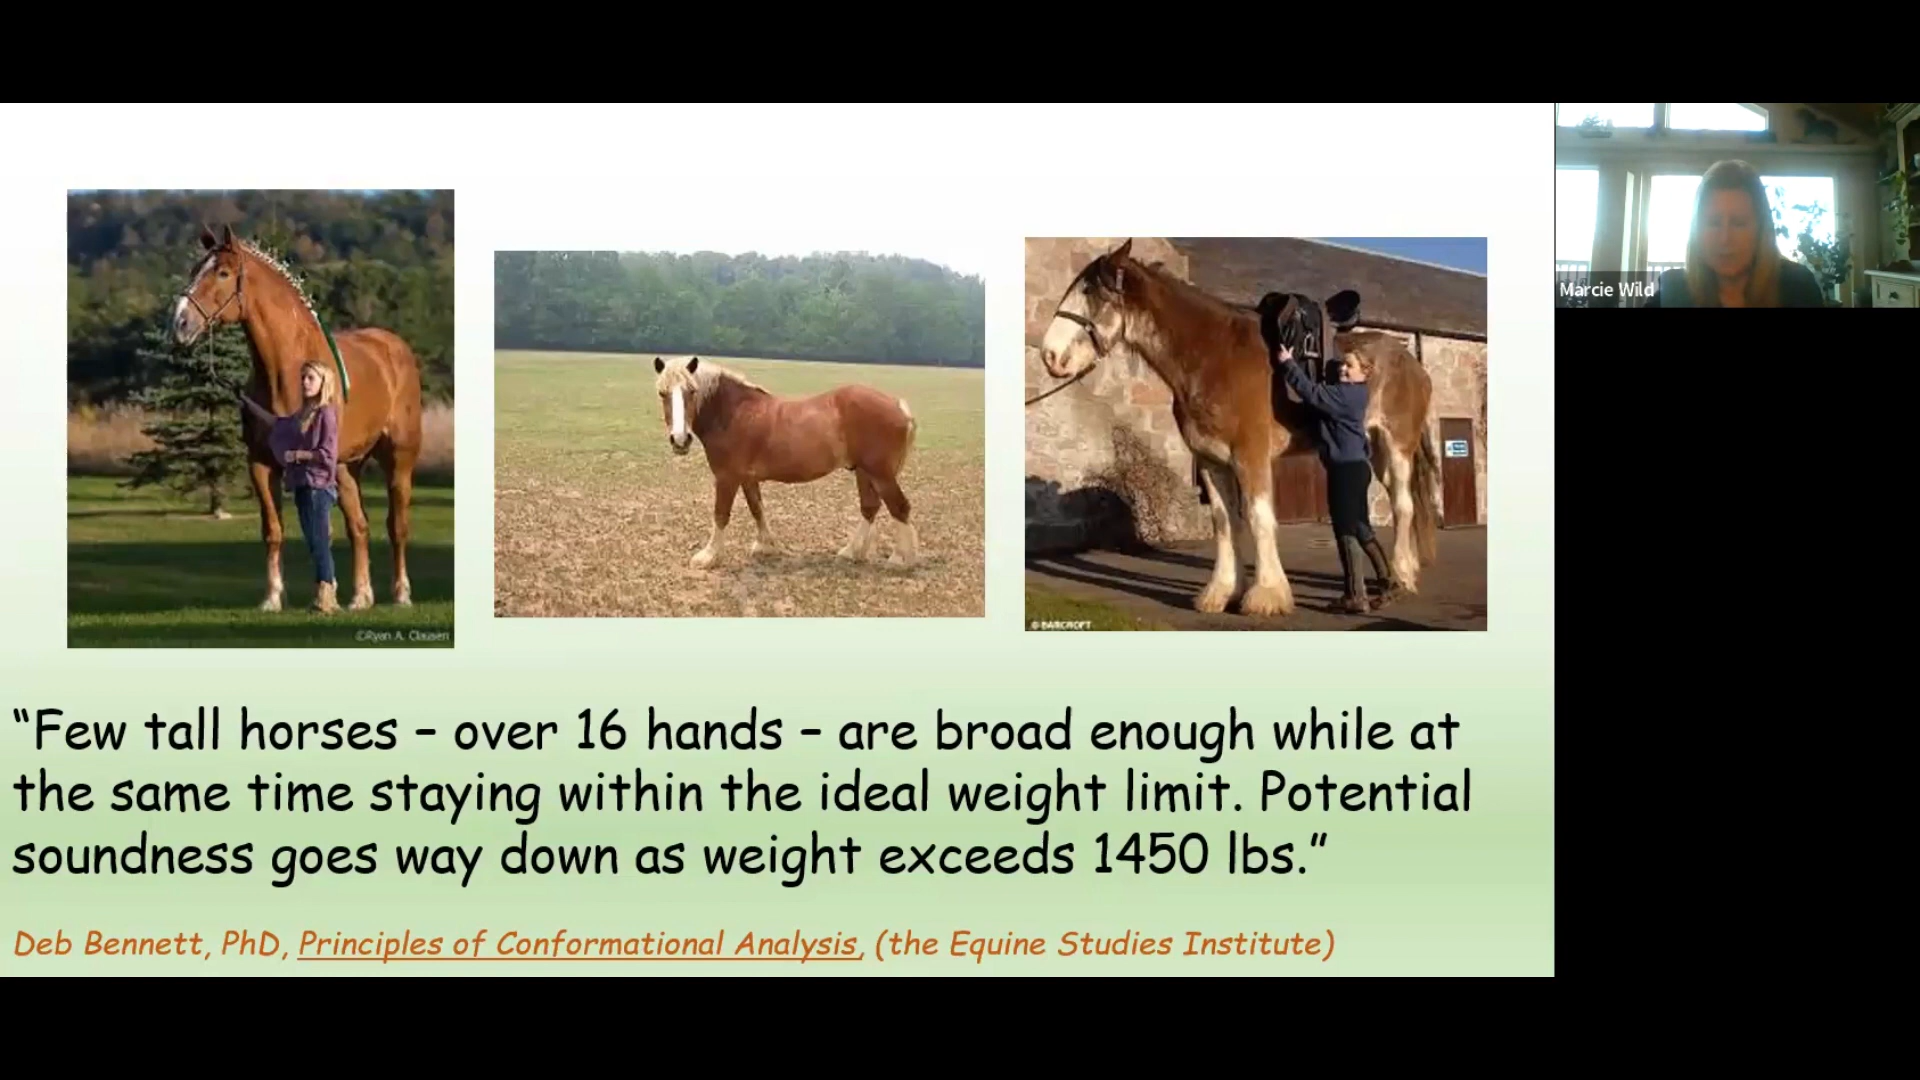 Marcie Wild
©Ryan A. Clausen
© BARCROFT
“Few tall horses – over 16 hands – are broad enough while at
the same time staying within the ideal weight limit. Potential
soundness goes way down as weight exceeds 1450 lbs.”
Deb Bennett, PhD, Principles of Conformational Analysis, (the Equine Studies Institute)